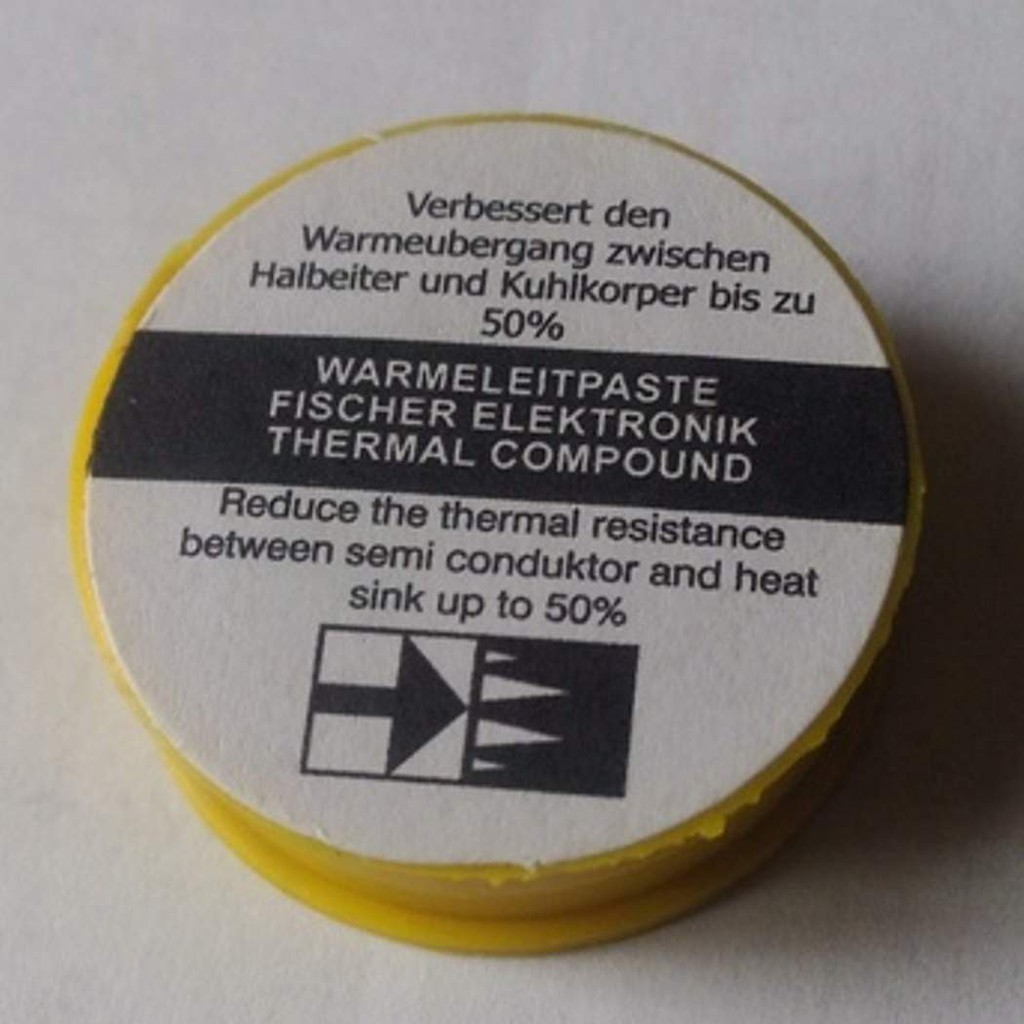 Verbessert den
Warmeubergang zwischen
Halbeiter und Kuhlkorper bis zu
50%
WARMELEITPASTE
FISCHER ELEKTRONIK
THERMAL COMPOUND
Reduce the thermal resistance
between semi conduktor and heat
sink up to 50%